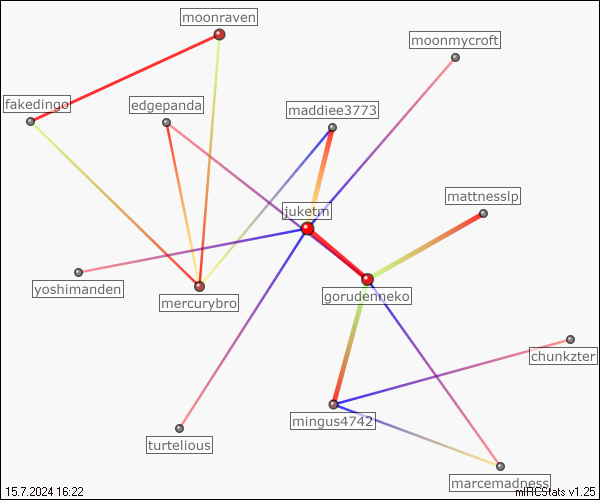 moonraven
moonmycroft
fakedingo
edgepanda
maddiee3773
mattnesslp
juketm
yoshimanden
mercurybro
gorudenneko
chunkzter
mingus4742
turtelious
marcemadness
15.7.2024 16:22
mIRCStats v1.25